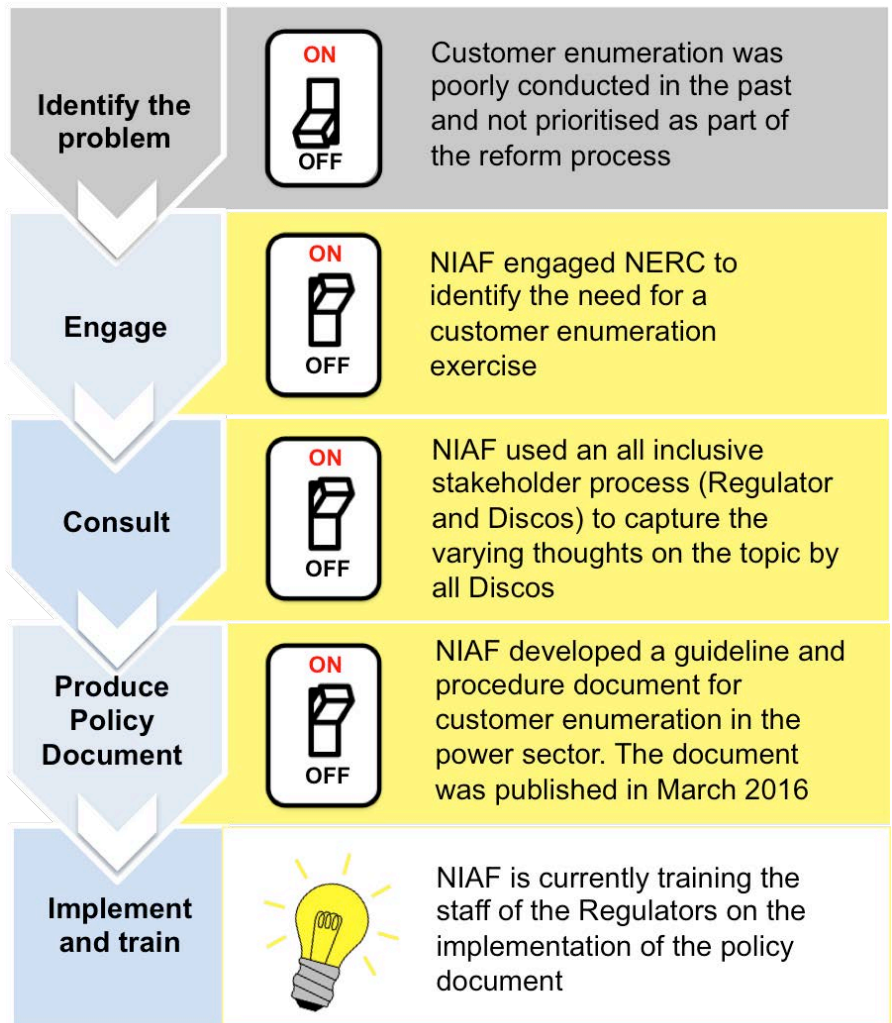 Identify the
problem
ON
OFF
Customer enumeration was
poorly conducted in the past
and not prioritised as part of
the reform process
Engage
ON
OFF
NIAF engaged NERC to
identify the need for a
customer enumeration
exercise
Consult
ON
OFF
NIAF used an all inclusive
stakeholder process (Regulator
and Discos) to capture the
varying thoughts on the topic by
all Discos
Produce
Policy
Document
ON
OFF
NIAF developed a guideline and
procedure document for
customer enumeration in the
power sector. The document
was published in March 2016
Implement
and train
NIAF is currently training the
staff of the Regulators on the
implementation of the policy
document